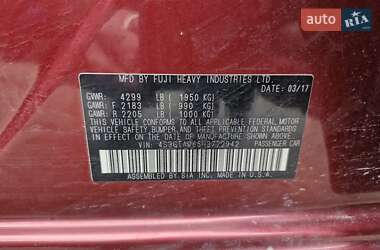 auto RIA
MFD BY FUJI HEAVY INDUSTRIES LTD.
DATE: 03/17
GVWR: 4299 LB ( 1950 KG)
GAWR: F 2183 LB ( 990 KG)
GAWR: R 2205 LB ( 1000 KG)
THIS VEHICLE CONFORMS TO ALL APPLICABLE FEDERAL MOTOR
VEHICLE SAFETY, BUMPER, AND THEFT PREVENTION STANDARDS
IN EFFECT ON THE DATE OF MANUFACTURE SHOWN ABOVE.
VIN: PASSENGER CAR
ASSEMBLED BY SIA INC, IN U.S.A.